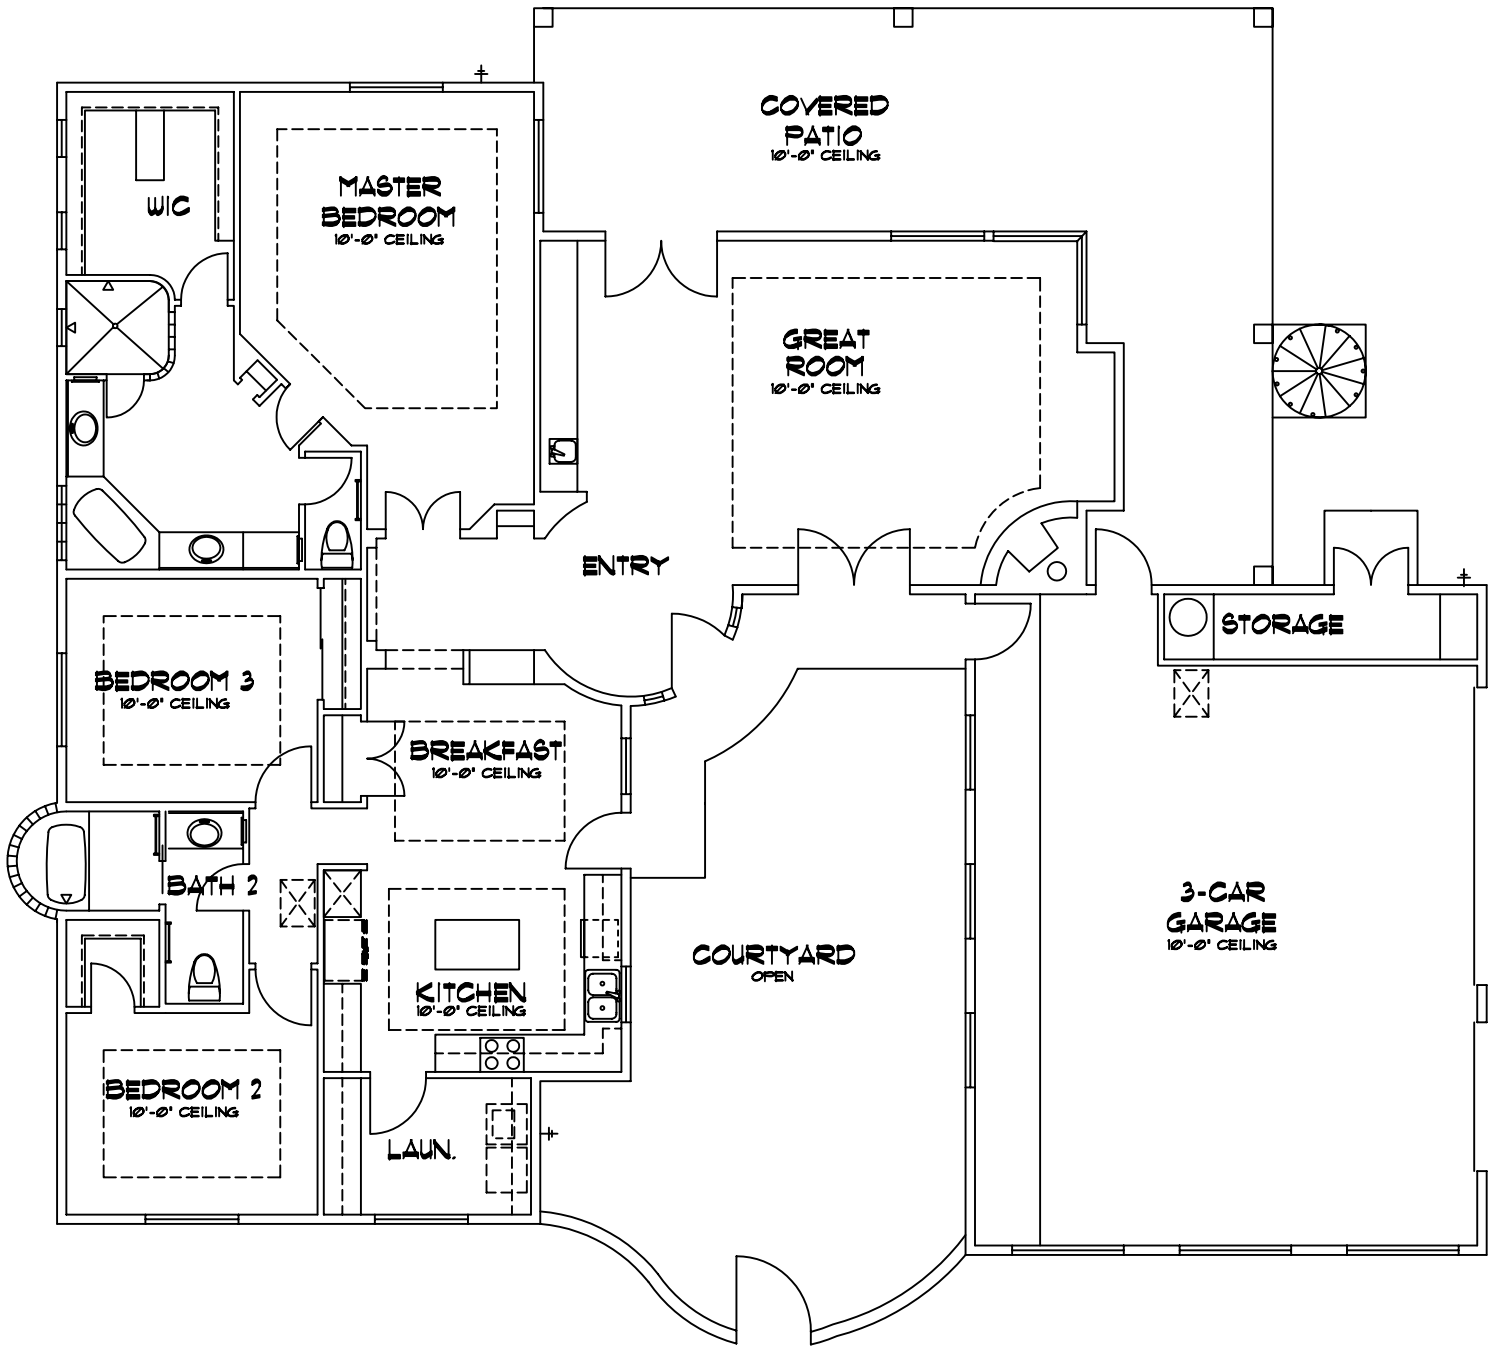 COVERED
PATIO
10'-0" CEILING
MASTER
BEDROOM
10'-0" CEILING
WIC
GREAT
ROOM
10'-0" CEILING
ENTRY
STORAGE
BEDROOM 3
10'-0" CEILING
BREAKFAST
10'-0" CEILING
BATH 2
3-CAR
GARAGE
10'-0" CEILING
COURTYARD
OPEN
KITCHEN
10'-0" CEILING
BEDROOM 2
10'-0" CEILING
LAUN.